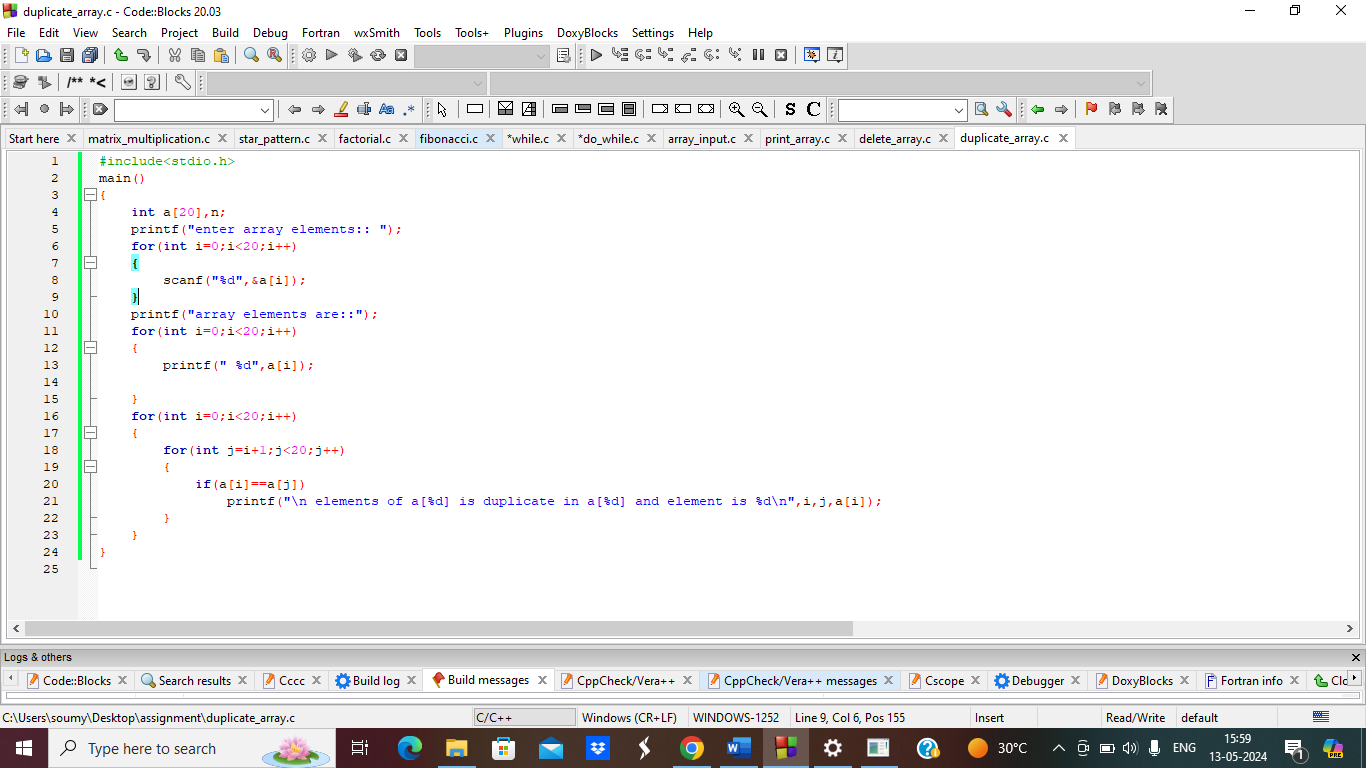 duplicate_array.c - Code::Blocks 20.03
File Edit View Search Project Build Debug Fortran wxSmith Tools Tools+ Plugins DoxyBlocks Settings Help
/** *<
Aa .* S C
Start here matrix_multiplication.c star_pattern.c factorial.c fibonacci.c *while.c *do_while.c array_input.c print_array.c delete_array.c duplicate_array.c
1 #include<stdio.h>
2 main()
3 {
4 int a[20],n;
5 printf("enter array elements:: ");
6 for(int i=0;i<20;i++)
7 {
8 scanf("%d",&a[i]);
9 }
10 printf("array elements are::");
11 for(int i=0;i<20;i++)
12 {
13 printf(" %d",a[i]);
14
15 }
16 for(int i=0;i<20;i++)
17 {
18 for(int j=i+1;j<20;j++)
19 {
20 if(a[i]==a[j])
21 printf("\n elements of a[%d] is duplicate in a[%d] and element is %d\n",i,j,a[i]);
22 }
23 }
24 }
25
Logs & others
Code::Blocks Search results Cccc Build log Build messages CppCheck/Vera++ CppCheck/Vera++ messages Cscope Debugger DoxyBlocks Fortran info Clo
C:\Users\soumy\Desktop\assignment\duplicate_array.c C/C++ Windows (CR+LF) WINDOWS-1252 Line 9, Col 6, Pos 155 Insert Read/Write default
Type here to search 30°C ENG 15:59
13-05-2024 1 PRE